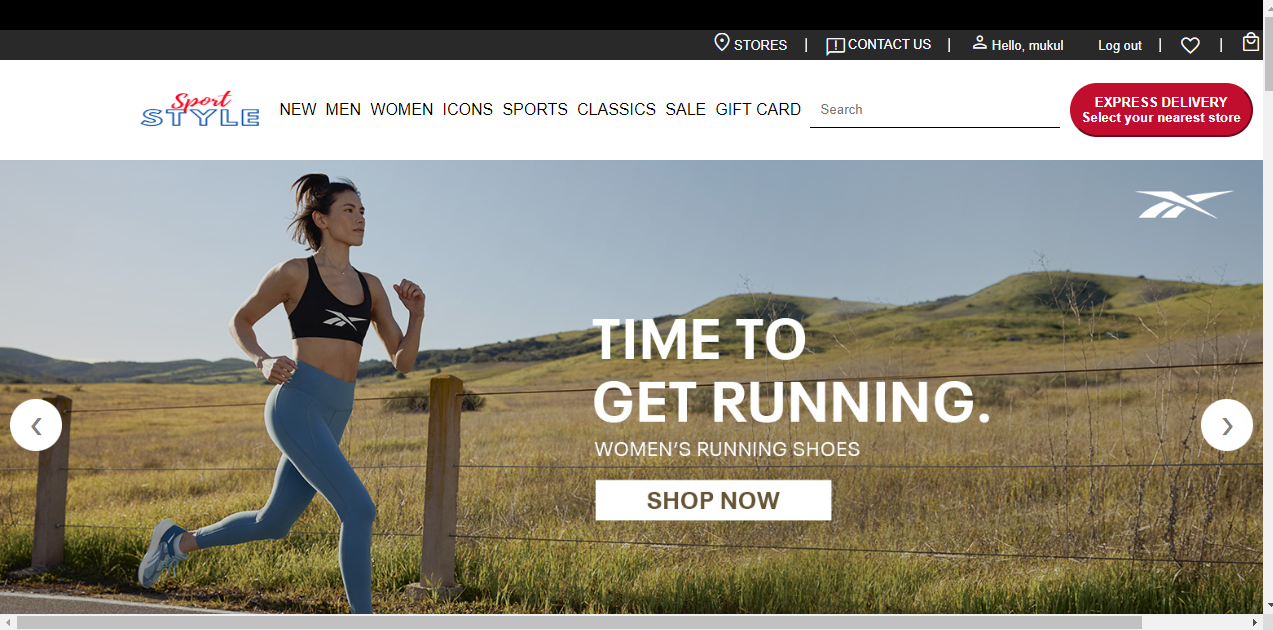 STORES | CONTACT US | Hello, mukul Log out | |
Sport
STYLE
NEW MEN WOMEN ICONS SPORTS CLASSICS SALE GIFT CARD Search
EXPRESS DELIVERY
Select your nearest store
TIME TO
GET RUNNING.
WOMEN'S RUNNING SHOES
SHOP NOW